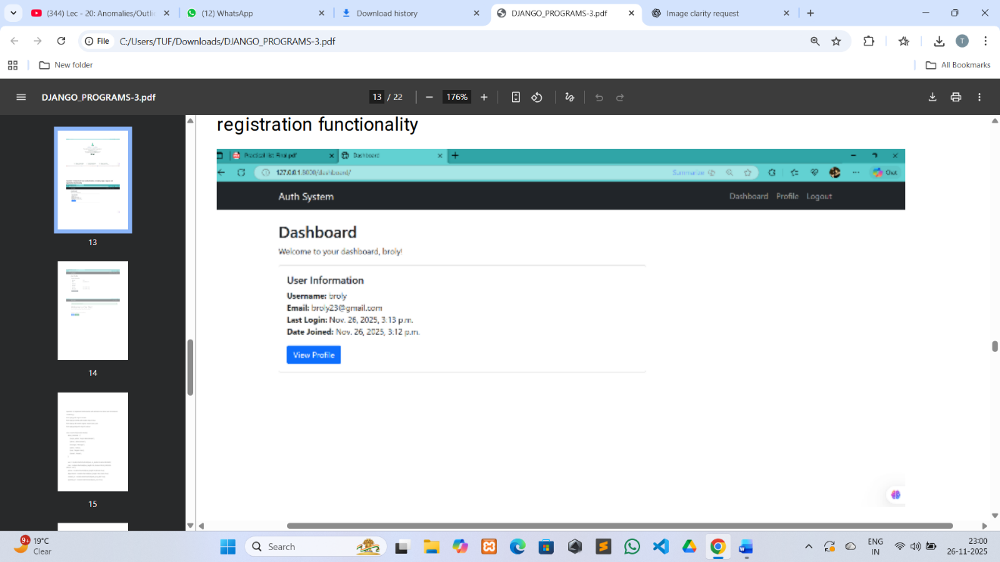 (344) Lec - 20: Anomalies/Outli
(12) WhatsApp
Download history
DJANGO_PROGRAMS-3.pdf
Image clarity request
File
C:/Users/TUF/Downloads/DJANGO_PROGRAMS-3.pdf
T
New folder
All Bookmarks
DJANGO_PROGRAMS-3.pdf
13 / 22
176%
13
14
15
registration functionality
Practical list Final.pdf
Dashboard
127.0.0.1:8000/dashboard/
Summarize
Chat
Auth System
Dashboard
Profile
Logout
Dashboard
Welcome to your dashboard, broly!
User Information
Username: broly
Email: broly23@gmail.com
Last Login: Nov. 26, 2025, 3:13 p.m.
Date Joined: Nov. 26, 2025, 3:12 p.m.
View Profile
9+
19°C
Clear
Search
ENG
IN
23:00
26-11-2025